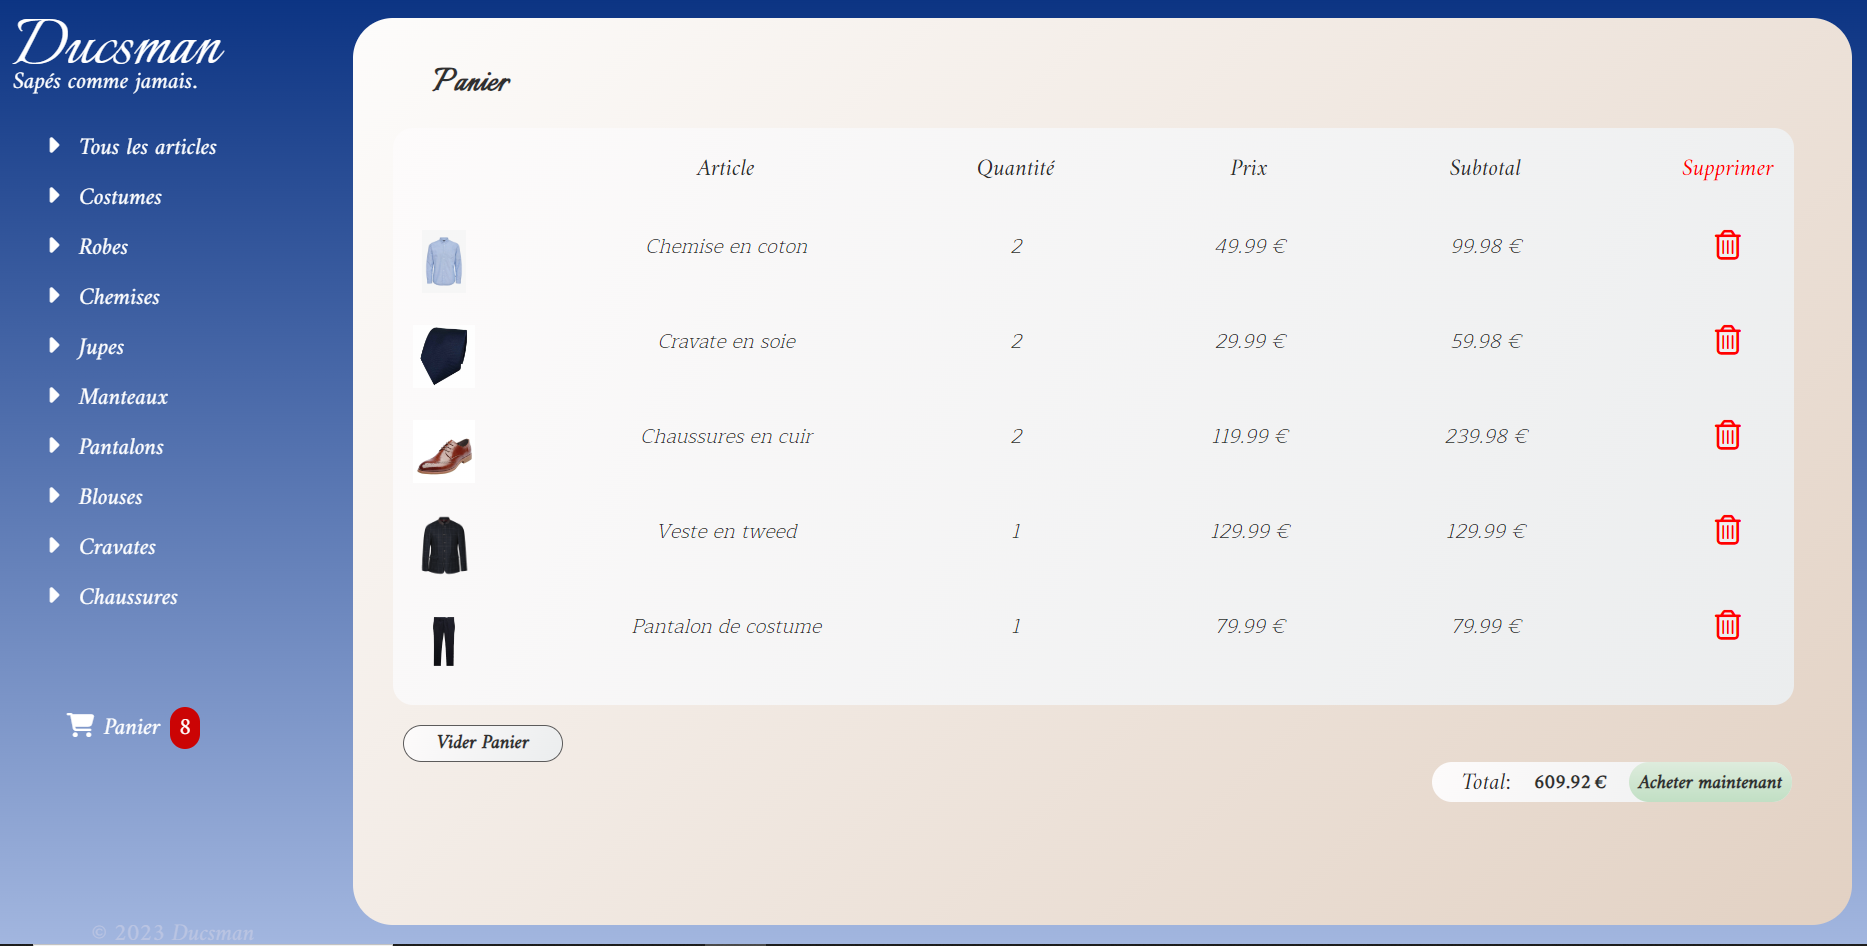 Ducsman
Sapés comme jamais.
Tous les articles
Costumes
Robes
Chemises
Jupes
Manteaux
Pantalons
Blouses
Cravates
Chaussures
Panier 8
© 2023 Ducsman
Panier
Article Quantité Prix Subtotal Supprimer
Chemise en coton 2 49.99 € 99.98 €
Cravate en soie 2 29.99 € 59.98 €
Chaussures en cuir 2 119.99 € 239.98 €
Veste en tweed 1 129.99 € 129.99 €
Pantalon de costume 1 79.99 € 79.99 €
Vider Panier
Total: 609.92 € Acheter maintenant